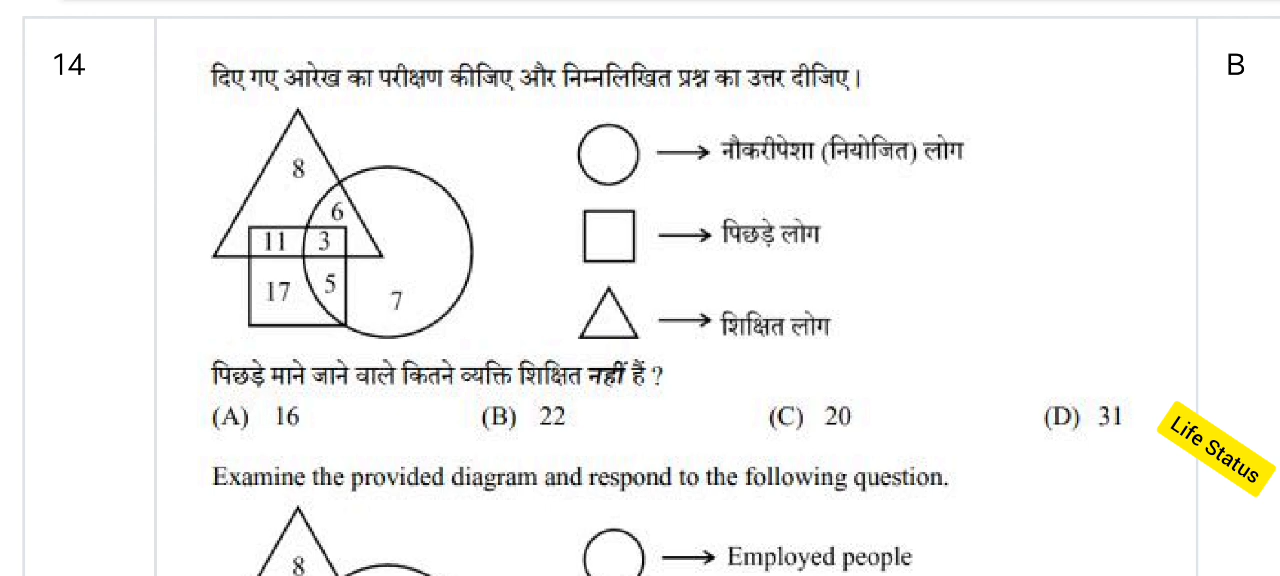 14
B
दिए गए आरेख का परीक्षण कीजिए और निम्नलिखित प्रश्न का उत्तर दीजिए।
8
6
11 3
17 5 7
→ नौकरीपेशा (नियोजित) लोग
→ पिछड़े लोग
→ शिक्षित लोग
पिछड़े माने जाने वाले कितने व्यक्ति शिक्षित नहीं हैं ?
(A) 16 (B) 22 (C) 20 (D) 31
Life Status
Examine the provided diagram and respond to the following question.
8
→ Employed people